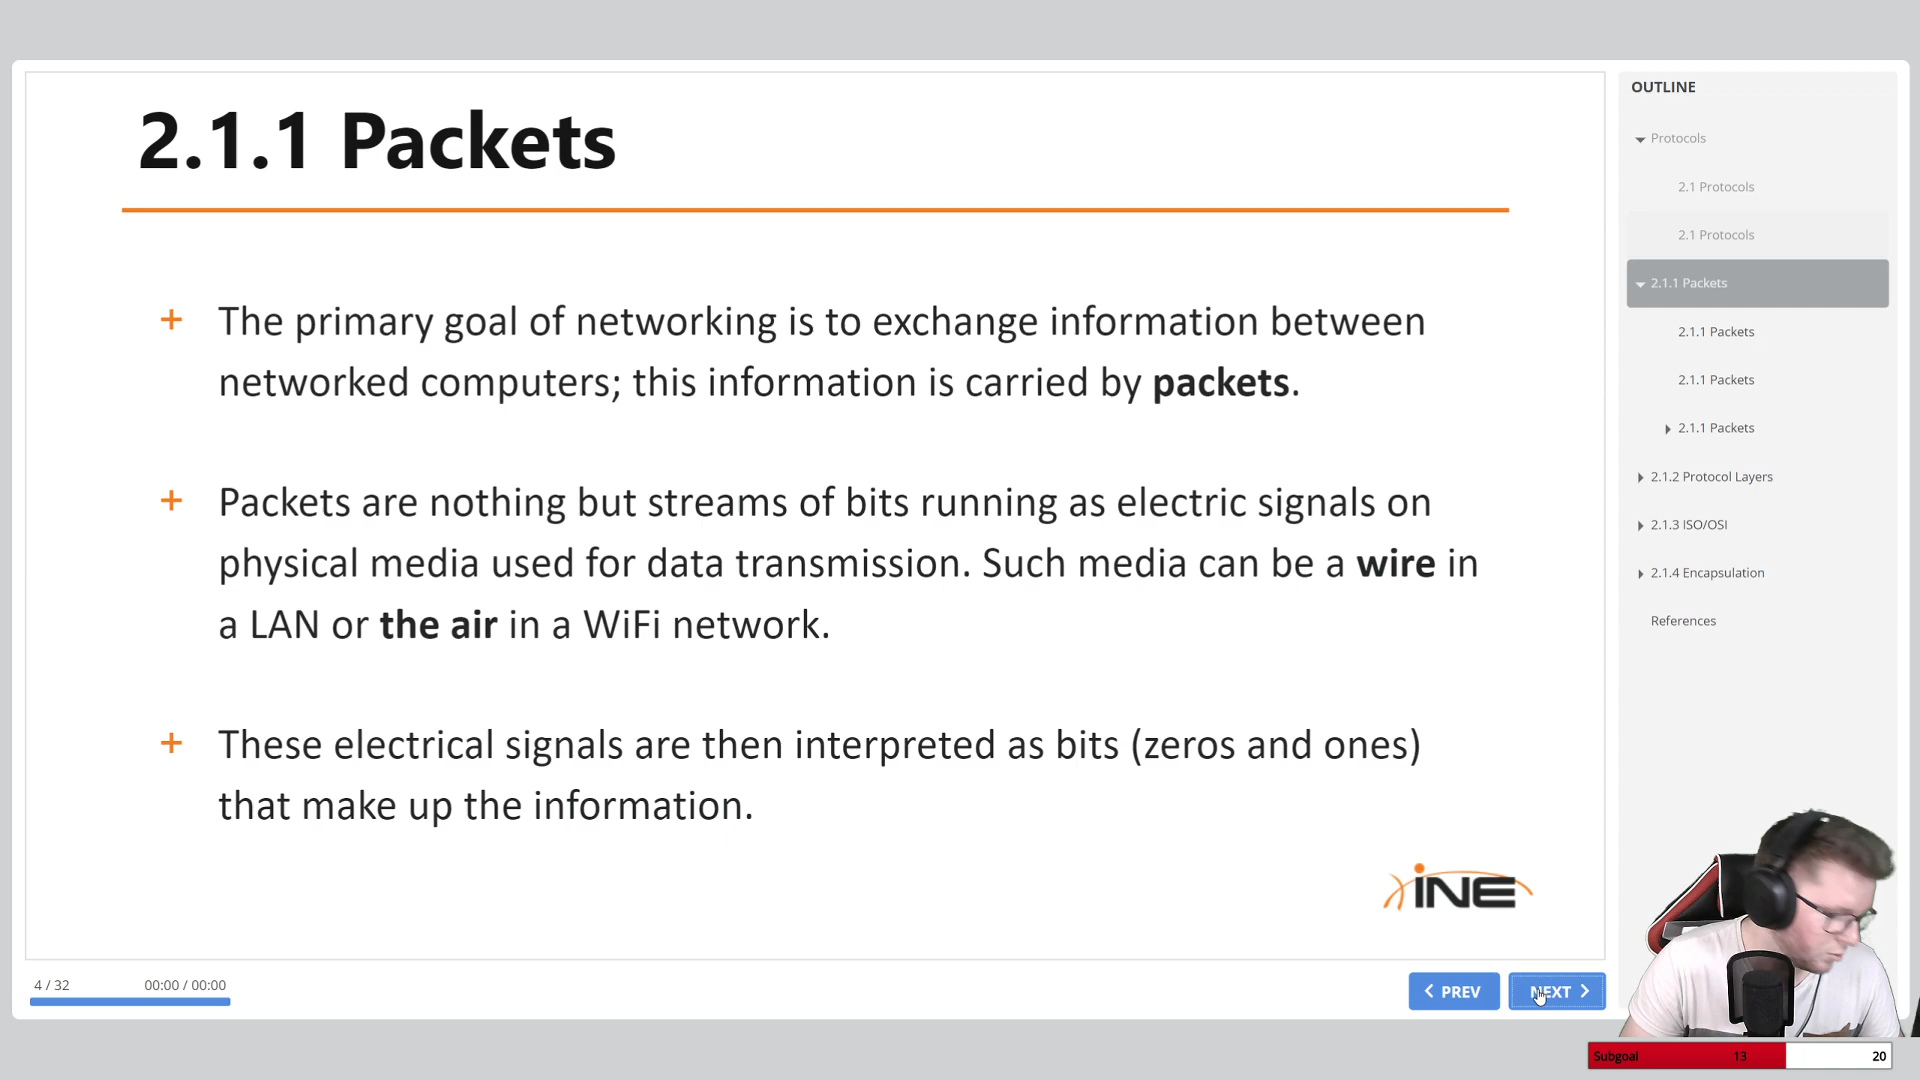 2.1.1 Packets
+ The primary goal of networking is to exchange information between
networked computers; this information is carried by packets.
+ Packets are nothing but streams of bits running as electric signals on
physical media used for data transmission. Such media can be a wire in
a LAN or the air in a WiFi network.
+ These electrical signals are then interpreted as bits (zeros and ones)
that make up the information.
INE
4 / 32
00:00 / 00:00
PREV
NEXT
OUTLINE
Protocols
2.1 Protocols
2.1 Protocols
2.1.1 Packets
2.1.1 Packets
2.1.1 Packets
2.1.1 Packets
2.1.2 Protocol Layers
2.1.3 ISO/OSI
2.1.4 Encapsulation
References
Subgoal 13 20